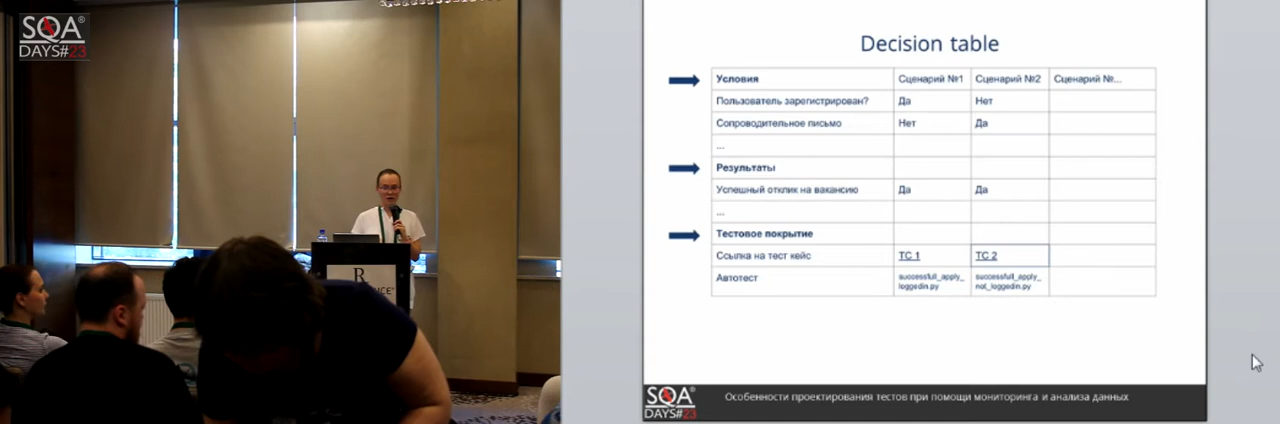 SQA®
DAYS#23
R
Decision table
Условия Сценарий №1 Сценарий №2 Сценарий №...
Пользователь зарегистрирован? Да Нет
Сопроводительное письмо Нет Да
...
Результаты
Успешный отклик на вакансию Да Да
...
Тестовое покрытие
Ссылка на тест кейс TC 1 TC 2
Автотест successfull_apply_loggedin.py successfull_apply_not_loggedin.py
SQA®
DAYS#23
Особенности проектирования тестов при помощи мониторинга и анализа данных